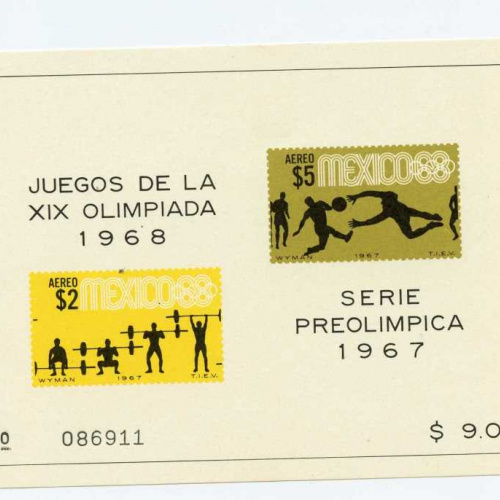 JUEGOS DE LA
XIX OLIMPIADA
1968
AEREO
$5 MEXICO68
WYMAN 1967 T.I.E.V.
AEREO
$2 MEXICO68
WYMAN 1967 T.I.E.V.
SERIE
PREOLIMPICA
1967
0 086911
$ 9.0